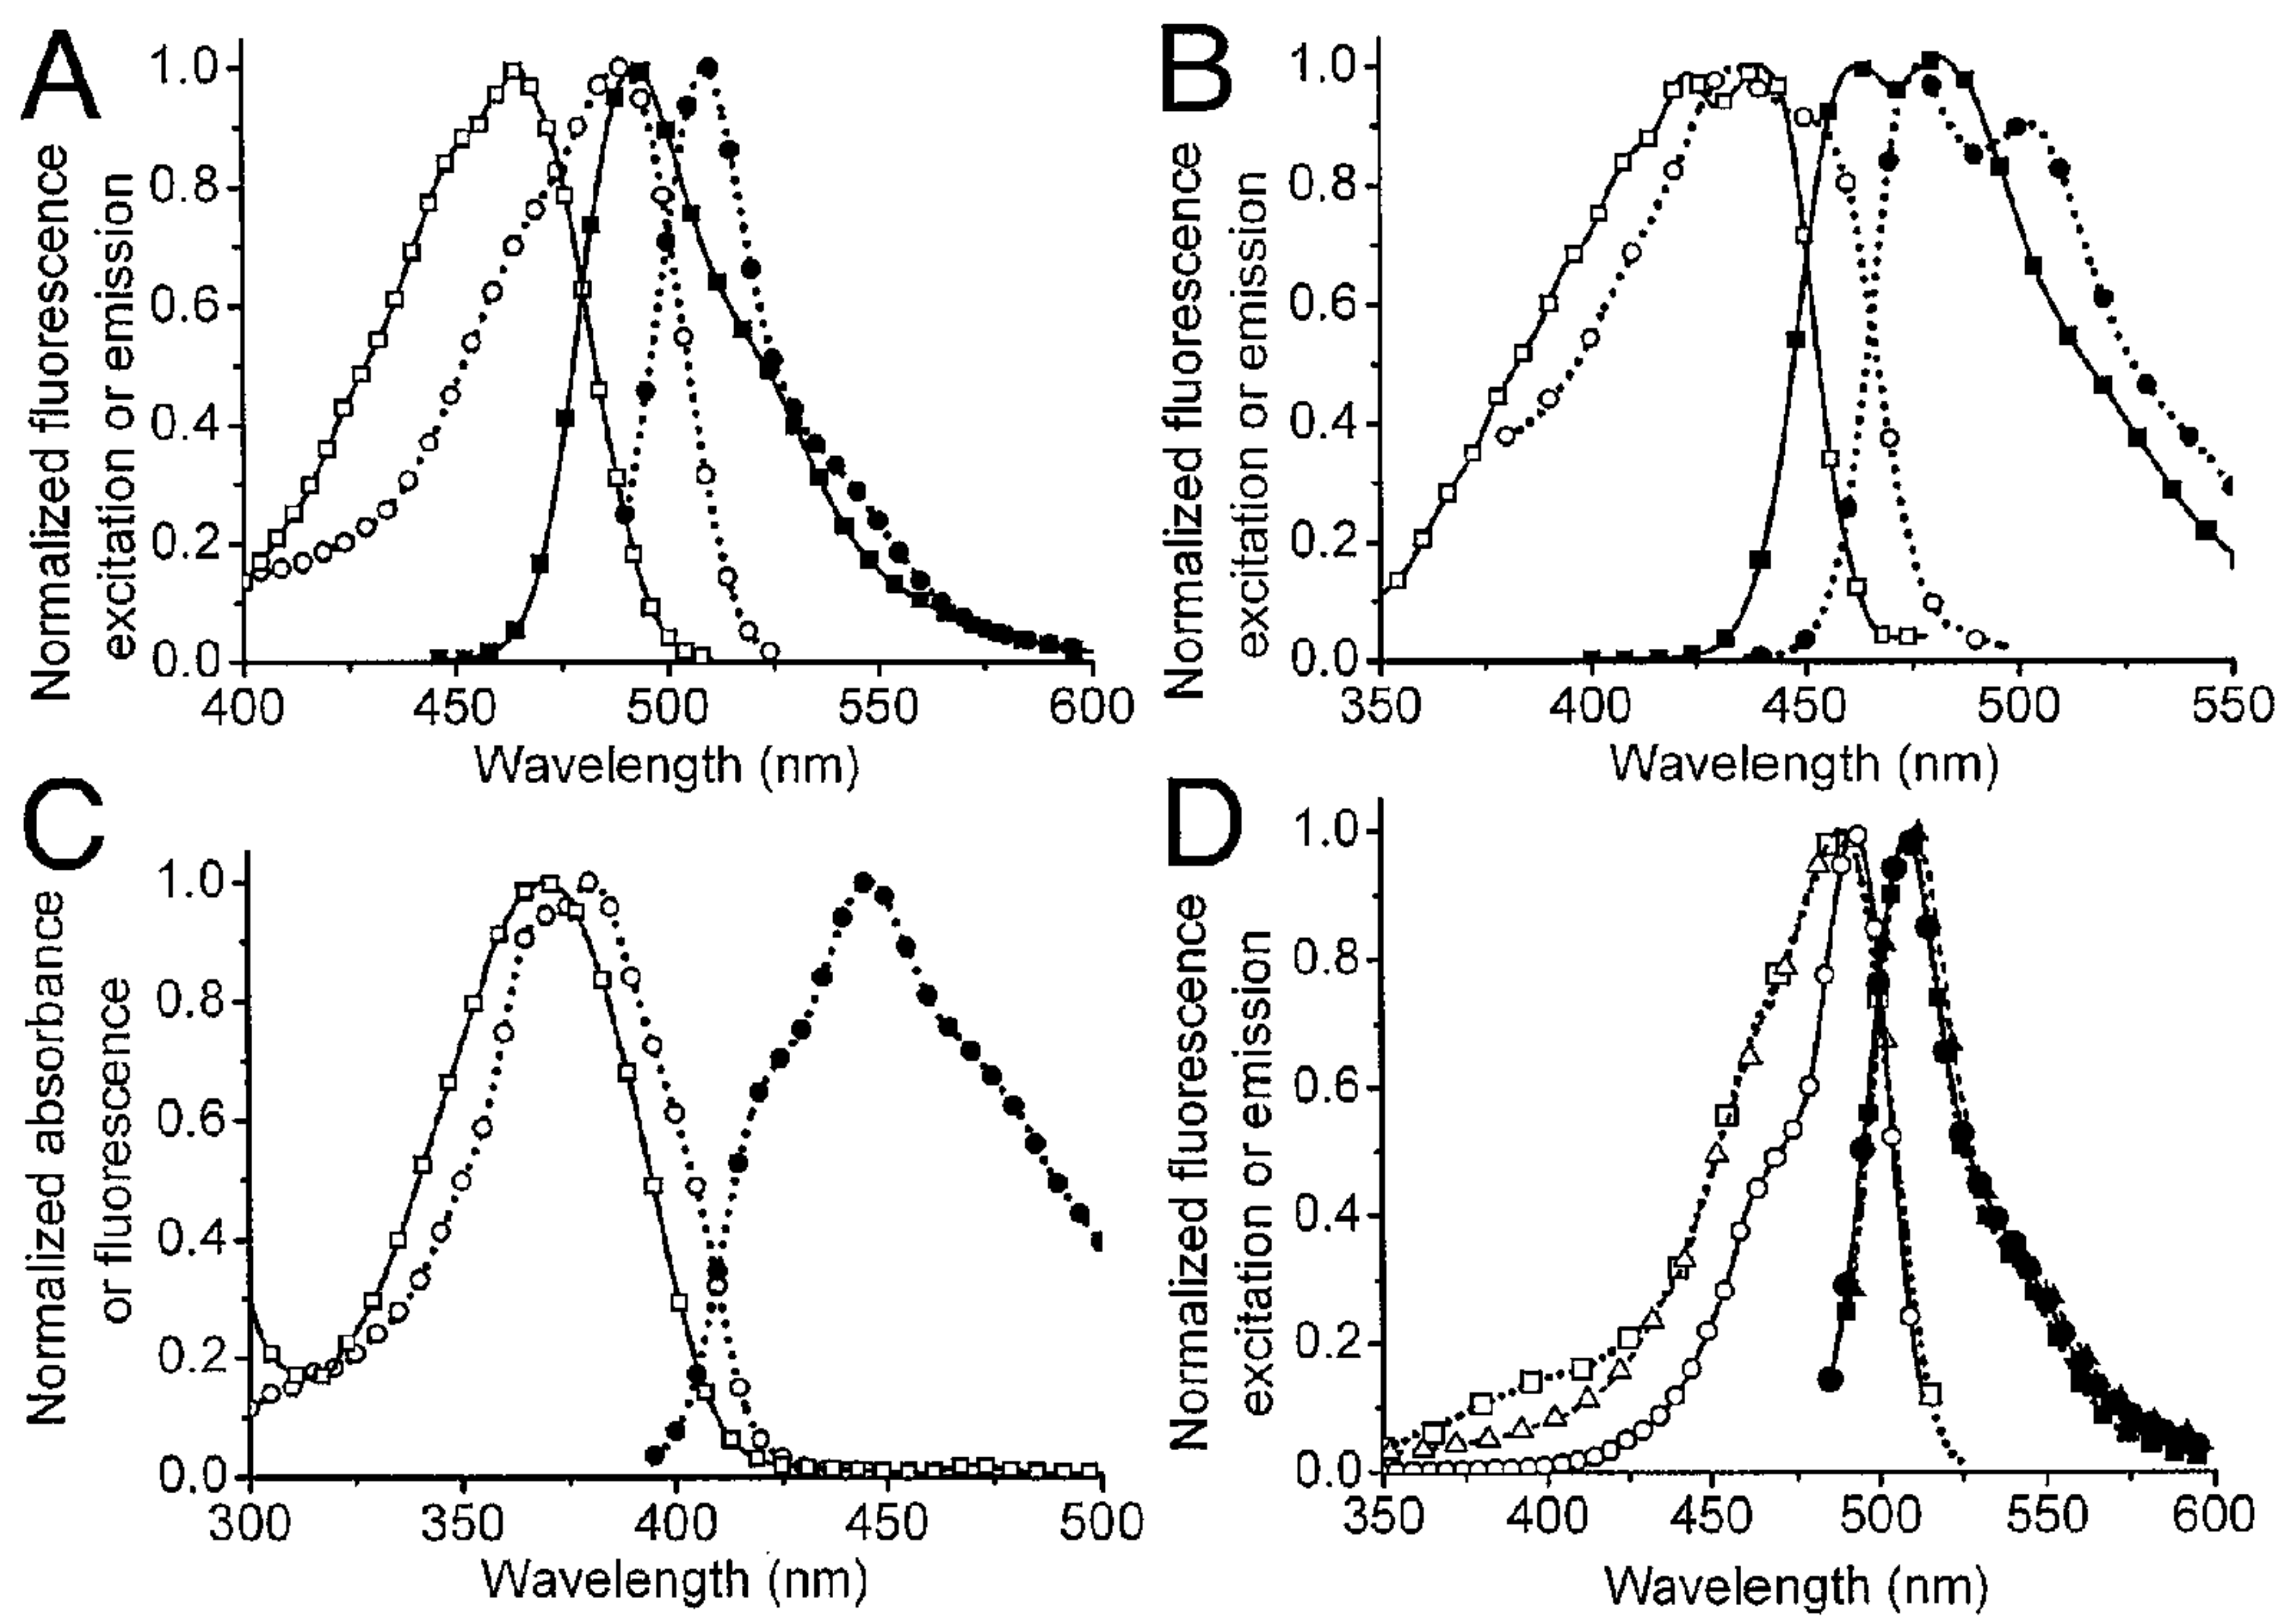 A
Normalized fluorescence
excitation or emission
1.0
0.8
0.6
0.4
0.2
0.0
400 450 500 550 600
Wavelength (nm)
B
Normalized fluorescence
excitation or emission
1.0
0.8
0.6
0.4
0.2
0.0
350 400 450 500 550
Wavelength (nm)
C
Normalized absorbance
or fluorescence
1.0
0.8
0.6
0.4
0.2
0.0
300 350 400 450 500
Wavelength (nm)
D
Normalized fluorescence
excitation or emission
1.0
0.8
0.6
0.4
0.2
0.0
350 400 450 500 550 600
Wavelength (nm)